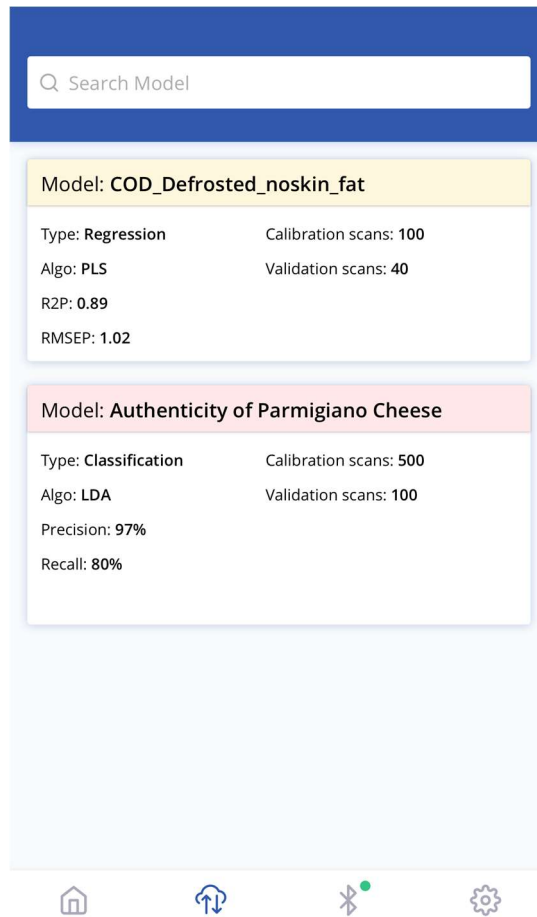 Search Model
Model: COD_Defrosted_noskin_fat
Type: Regression
Calibration scans: 100
Algo: PLS
Validation scans: 40
R2P: 0.89
RMSEP: 1.02
Model: Authenticity of Parmigiano Cheese
Type: Classification
Calibration scans: 500
Algo: LDA
Validation scans: 100
Precision: 97%
Recall: 80%